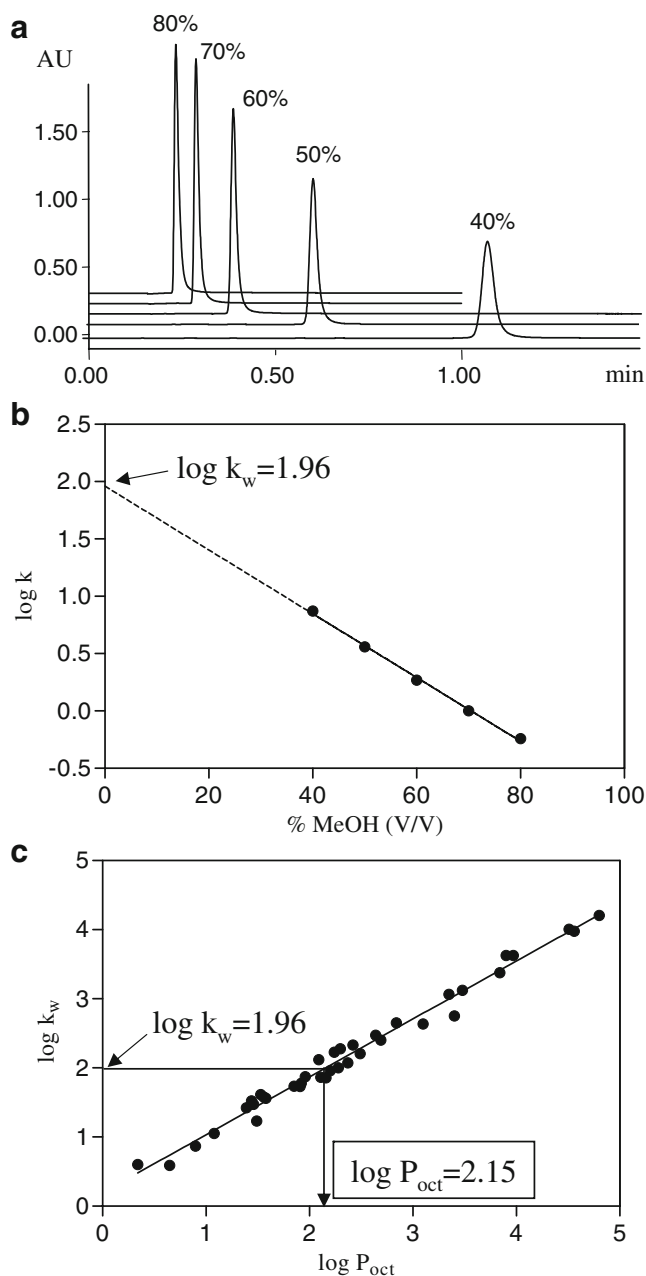 a
AU
80%
70%
60%
50%
40%
1.50
1.00
0.50
0.00
0.00 0.50 1.00 min
b
2.5
2.0
1.5
1.0
0.5
0.0
-0.5
log k
log kw=1.96
0 20 40 60 80 100
% MeOH (V/V)
c
5
4
3
2
1
0
log kw
log kw=1.96
log Poct=2.15
0 1 2 3 4 5
log Poct